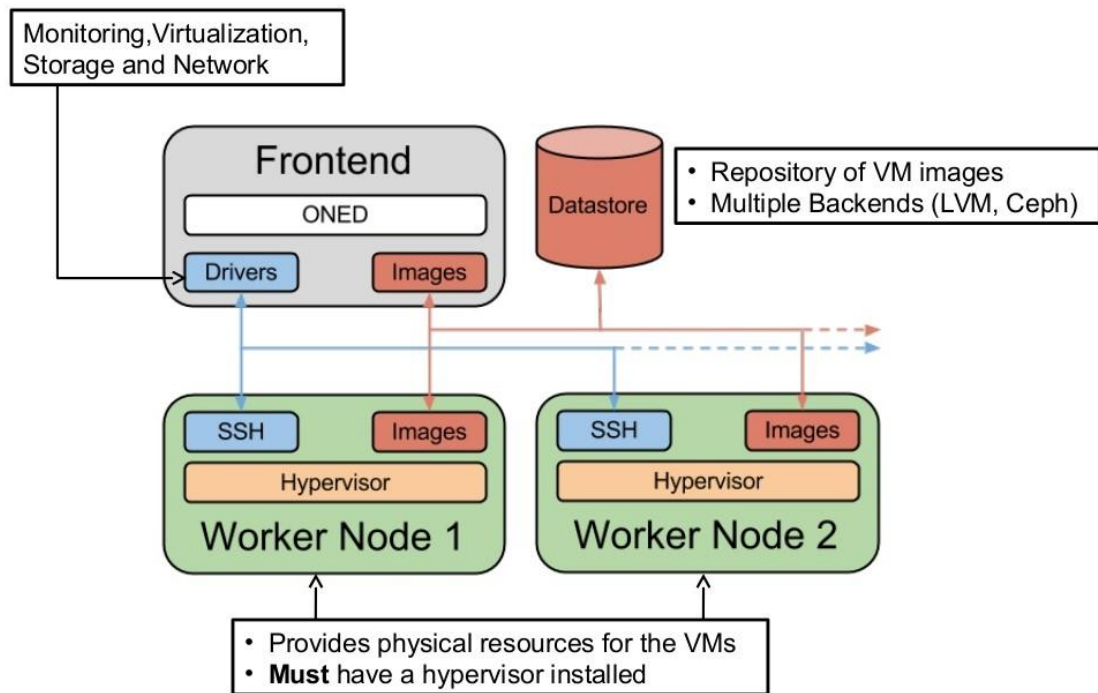 Monitoring,Virtualization,
Storage and Network
Frontend
ONED
Drivers
Images
Datastore
• Repository of VM images
• Multiple Backends (LVM, Ceph)
SSH
Images
Hypervisor
Worker Node 1
SSH
Images
Hypervisor
Worker Node 2
• Provides physical resources for the VMs
• Must have a hypervisor installed